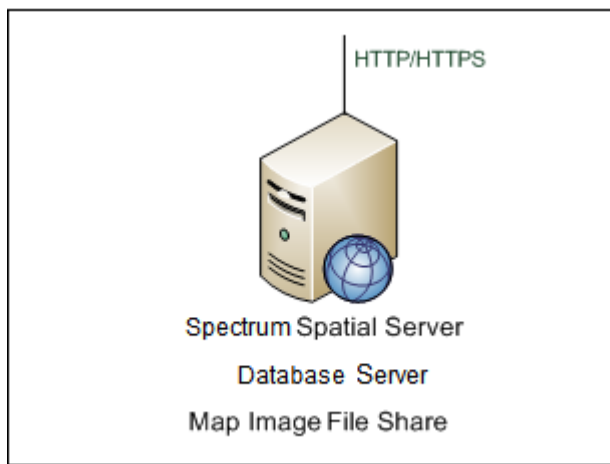 HTTP/HTTPS
Spectrum Spatial Server
Database Server
Map Image File Share